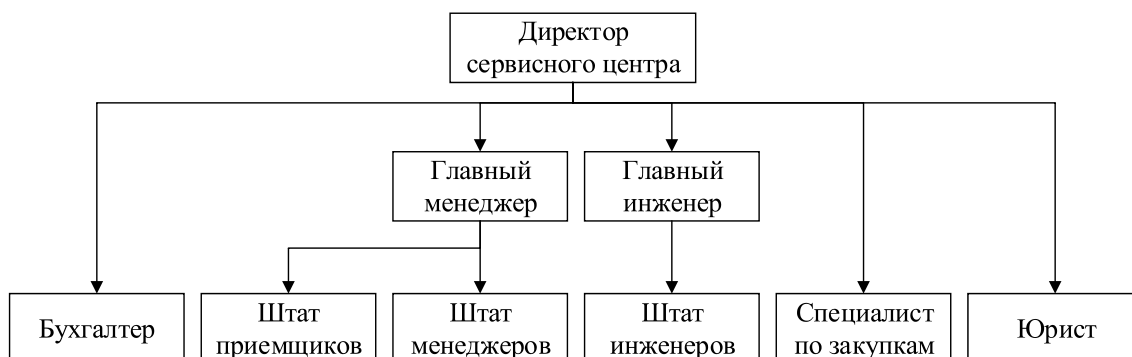 Директор
сервисного центра
Главный
менеджер
Главный
инженер
Бухгалтер
Штат
приемщиков
Штат
менеджеров
Штат
инженеров
Специалист
по закупкам
Юрист